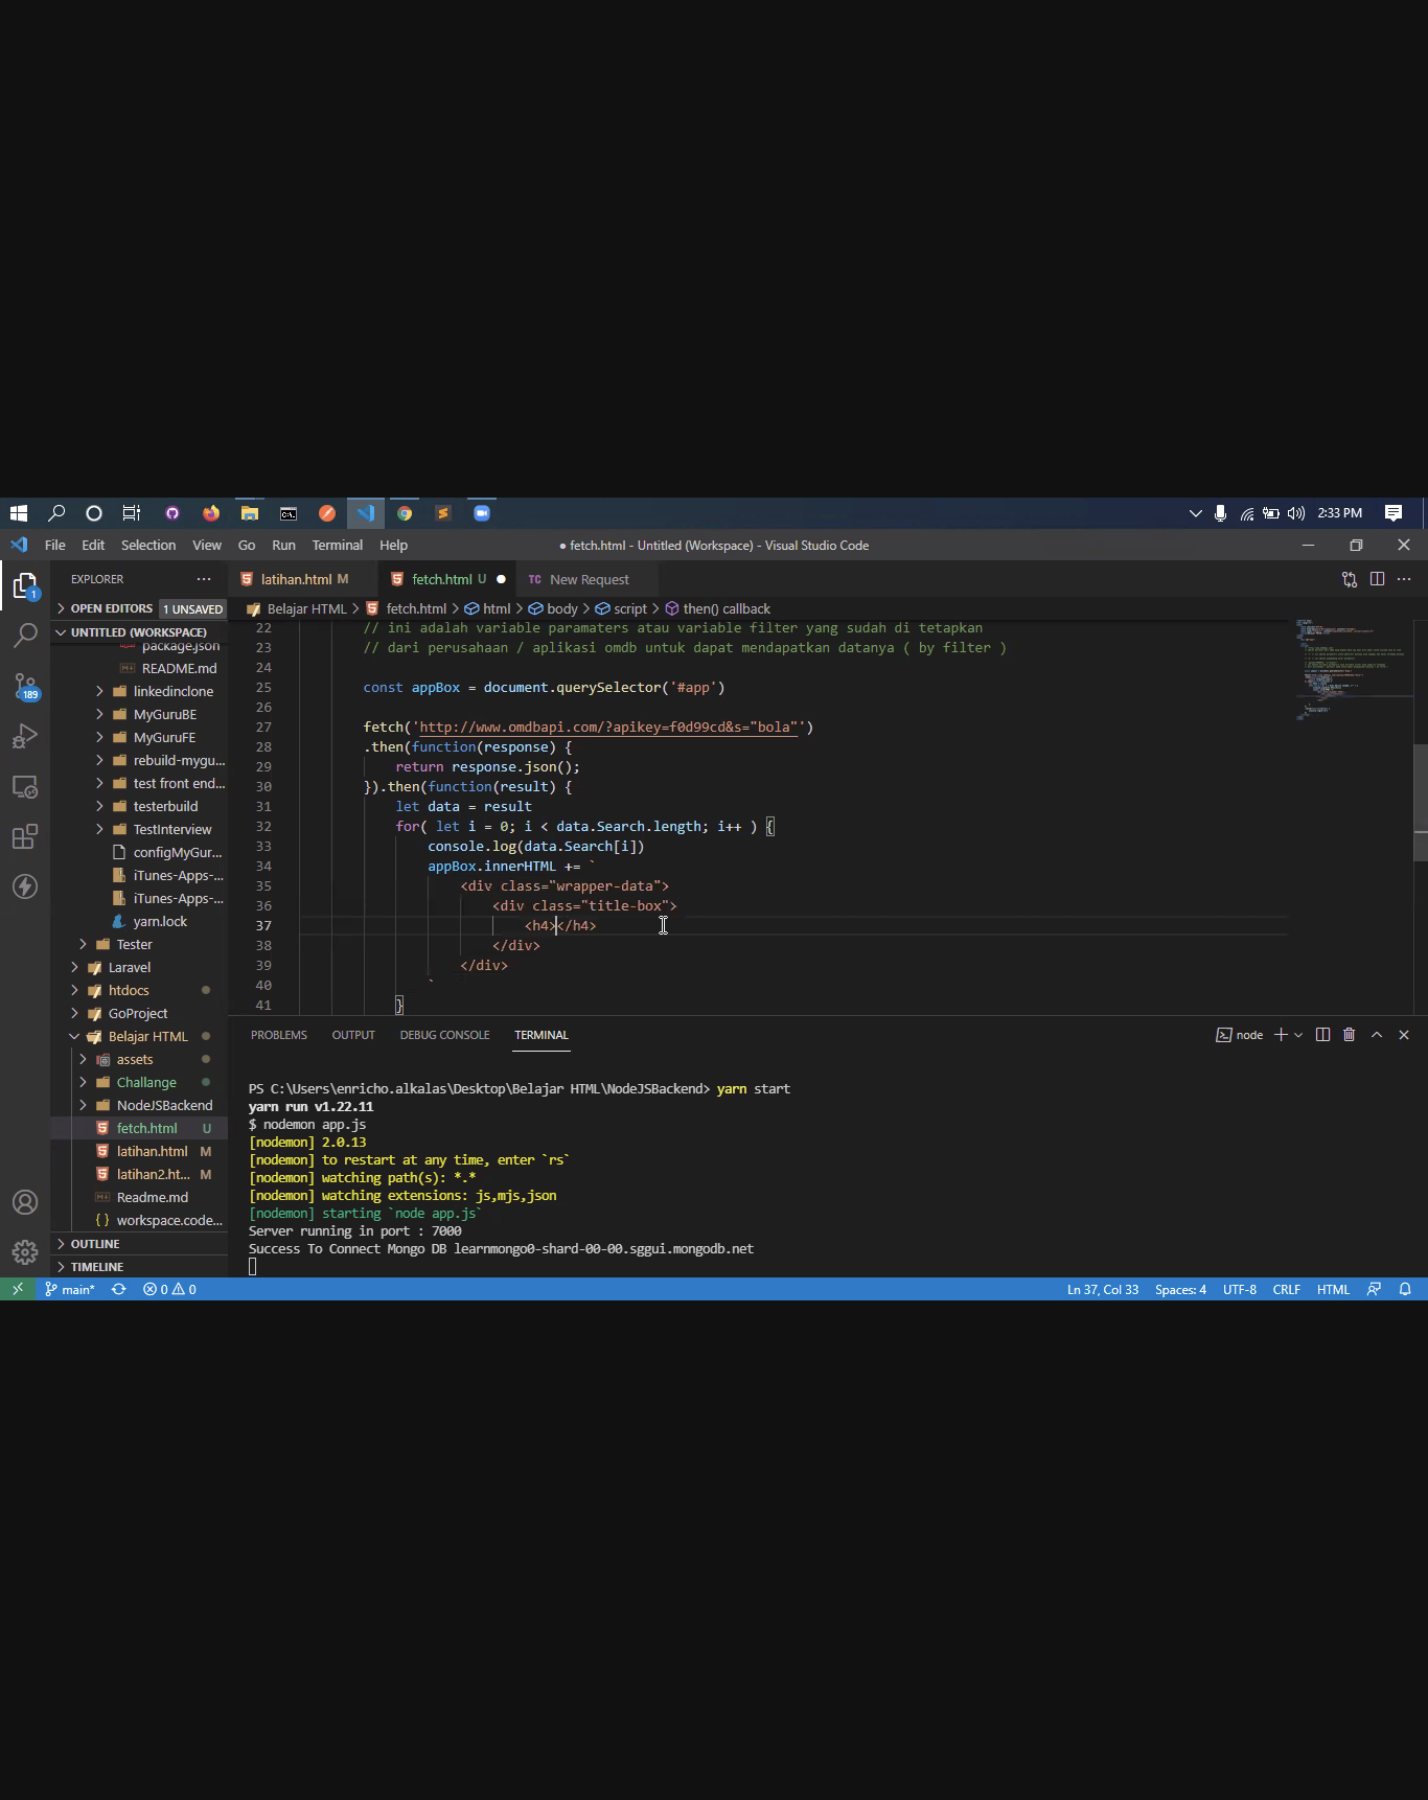 2:33 PM
File Edit Selection View Go Run Terminal Help
● fetch.html - Untitled (Workspace) - Visual Studio Code
EXPLORER
OPEN EDITORS 1 UNSAVED
UNTITLED (WORKSPACE)
package.json
README.md
linkedinclone
MyGuruBE
MyGuruFE
rebuild-mygu...
test front end...
testerbuild
TestInterview
configMyGur...
iTunes-Apps-...
iTunes-Apps-...
yarn.lock
Tester
Laravel
htdocs
GoProject
Belajar HTML
assets
Challange
NodeJSBackend
fetch.html U
latihan.html M
latihan2.ht... M
Readme.md
workspace.code...
OUTLINE
TIMELINE
1
189
latihan.html M fetch.html U TC New Request
Belajar HTML > fetch.html > html > body > script > then() callback
22 // ini adalah variable paramaters atau variable filter yang sudah di tetapkan
23 // dari perusahaan / aplikasi omdb untuk dapat mendapatkan datanya ( by filter )
24
25 const appBox = document.querySelector('#app')
26
27 fetch('http://www.omdbapi.com/?apikey=f0d99cd&s="bola"')
28 .then(function(response) {
29 return response.json();
30 }).then(function(result) {
31 let data = result
32 for( let i = 0; i < data.Search.length; i++ ) {
33 console.log(data.Search[i])
34 appBox.innerHTML += `
35 <div class="wrapper-data">
36 <div class="title-box">
37 <h4></h4>
38 </div>
39 </div>
40 `
41 }
PROBLEMS OUTPUT DEBUG CONSOLE TERMINAL
node
PS C:\Users\enricho.alkalas\Desktop\Belajar HTML\NodeJSBackend> yarn start
yarn run v1.22.11
$ nodemon app.js
[nodemon] 2.0.13
[nodemon] to restart at any time, enter `rs`
[nodemon] watching path(s): *.*
[nodemon] watching extensions: js,mjs,json
[nodemon] starting `node app.js`
Server running in port : 7000
Success To Connect Mongo DB learnmongo0-shard-00-00.sggui.mongodb.net
main* 0 0 Ln 37, Col 33 Spaces: 4 UTF-8 CRLF HTML